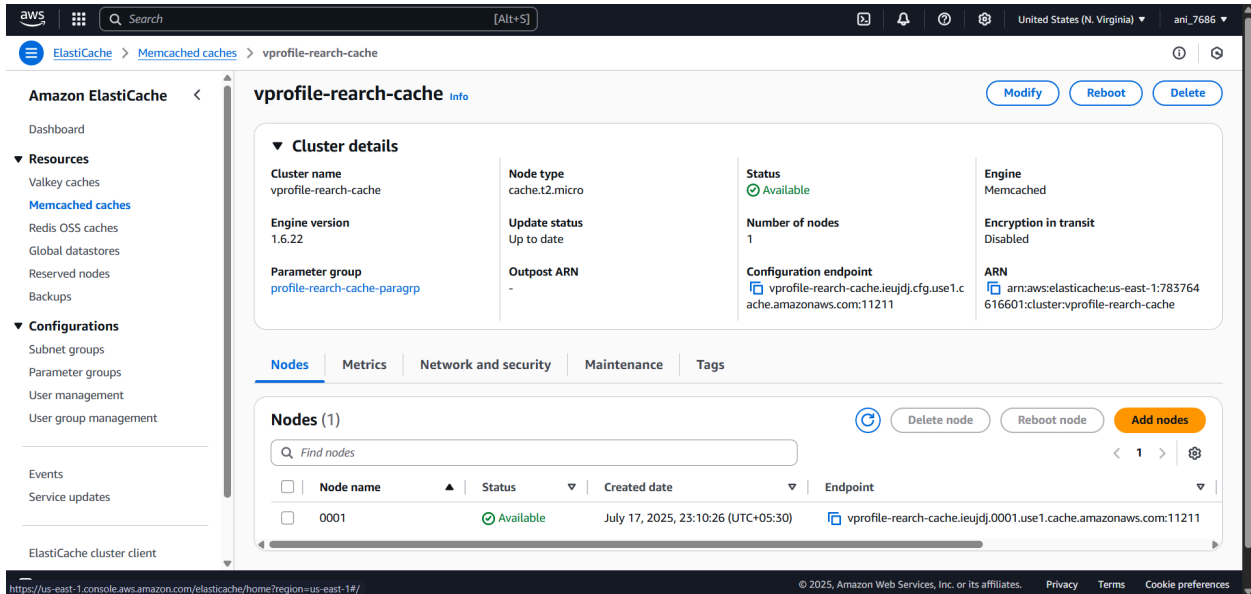 aws
Search [Alt+S]
United States (N. Virginia) ▼ ani_7686 ▼
ElastiCache > Memcached caches > vprofile-rearch-cache
Amazon ElastiCache
Dashboard
Resources
Valkey caches
Memcached caches
Redis OSS caches
Global datastores
Reserved nodes
Backups
Configurations
Subnet groups
Parameter groups
User management
User group management
Events
Service updates
ElastiCache cluster client
vprofile-rearch-cache Info
Modify Reboot Delete
Cluster details
Cluster name
vprofile-rearch-cache
Node type
cache.t2.micro
Status
Available
Engine
Memcached
Engine version
1.6.22
Update status
Up to date
Number of nodes
1
Encryption in transit
Disabled
Parameter group
profile-rearch-cache-paragrp
Outpost ARN
-
Configuration endpoint
vprofile-rearch-cache.ieujdj.cfg.use1.c
ache.amazonaws.com:11211
ARN
arn:aws:elasticache:us-east-1:783764
616601:cluster:vprofile-rearch-cache
Nodes Metrics Network and security Maintenance Tags
Nodes (1)
Delete node Reboot node Add nodes
Find nodes
1
Node name Status Created date Endpoint
0001 Available July 17, 2025, 23:10:26 (UTC+05:30) vprofile-rearch-cache.ieujdj.0001.use1.cache.amazonaws.com:11211
https://us-east-1.console.aws.amazon.com/elasticache/home?region=us-east-1#/
© 2025, Amazon Web Services, Inc. or its affiliates. Privacy Terms Cookie preferences